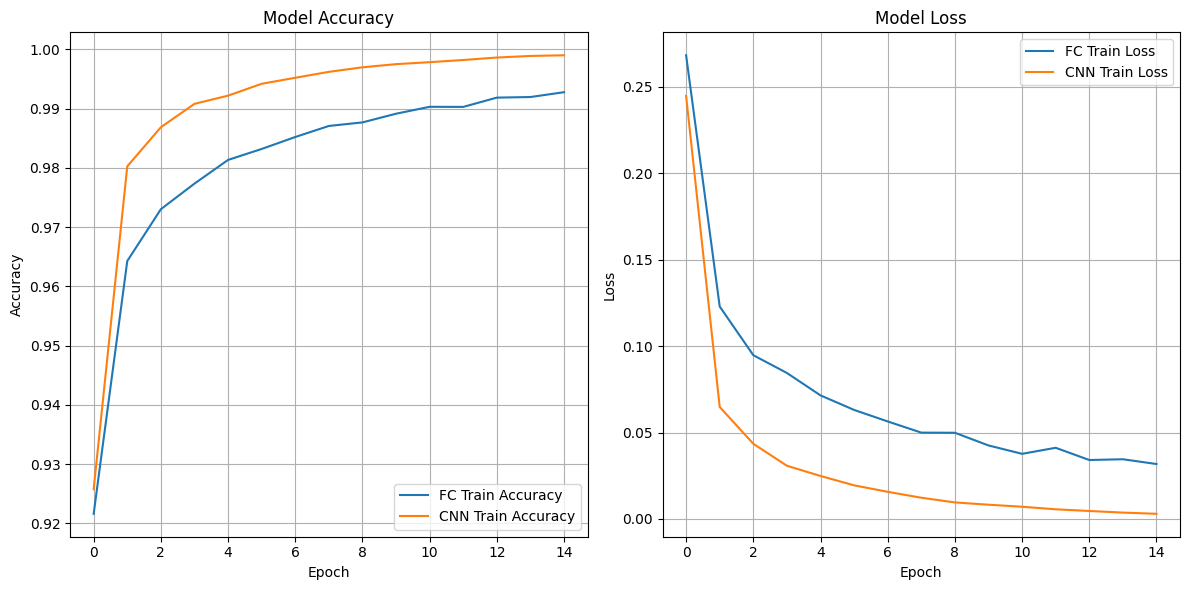 Model Accuracy
1.00
0.99
0.98
0.97
0.96
0.95
0.94
0.93
0.92
Accuracy
FC Train Accuracy
CNN Train Accuracy
0 2 4 6 8 10 12 14
Epoch
Model Loss
FC Train Loss
CNN Train Loss
0.25
0.20
0.15
0.10
0.05
0.00
Loss
0 2 4 6 8 10 12 14
Epoch